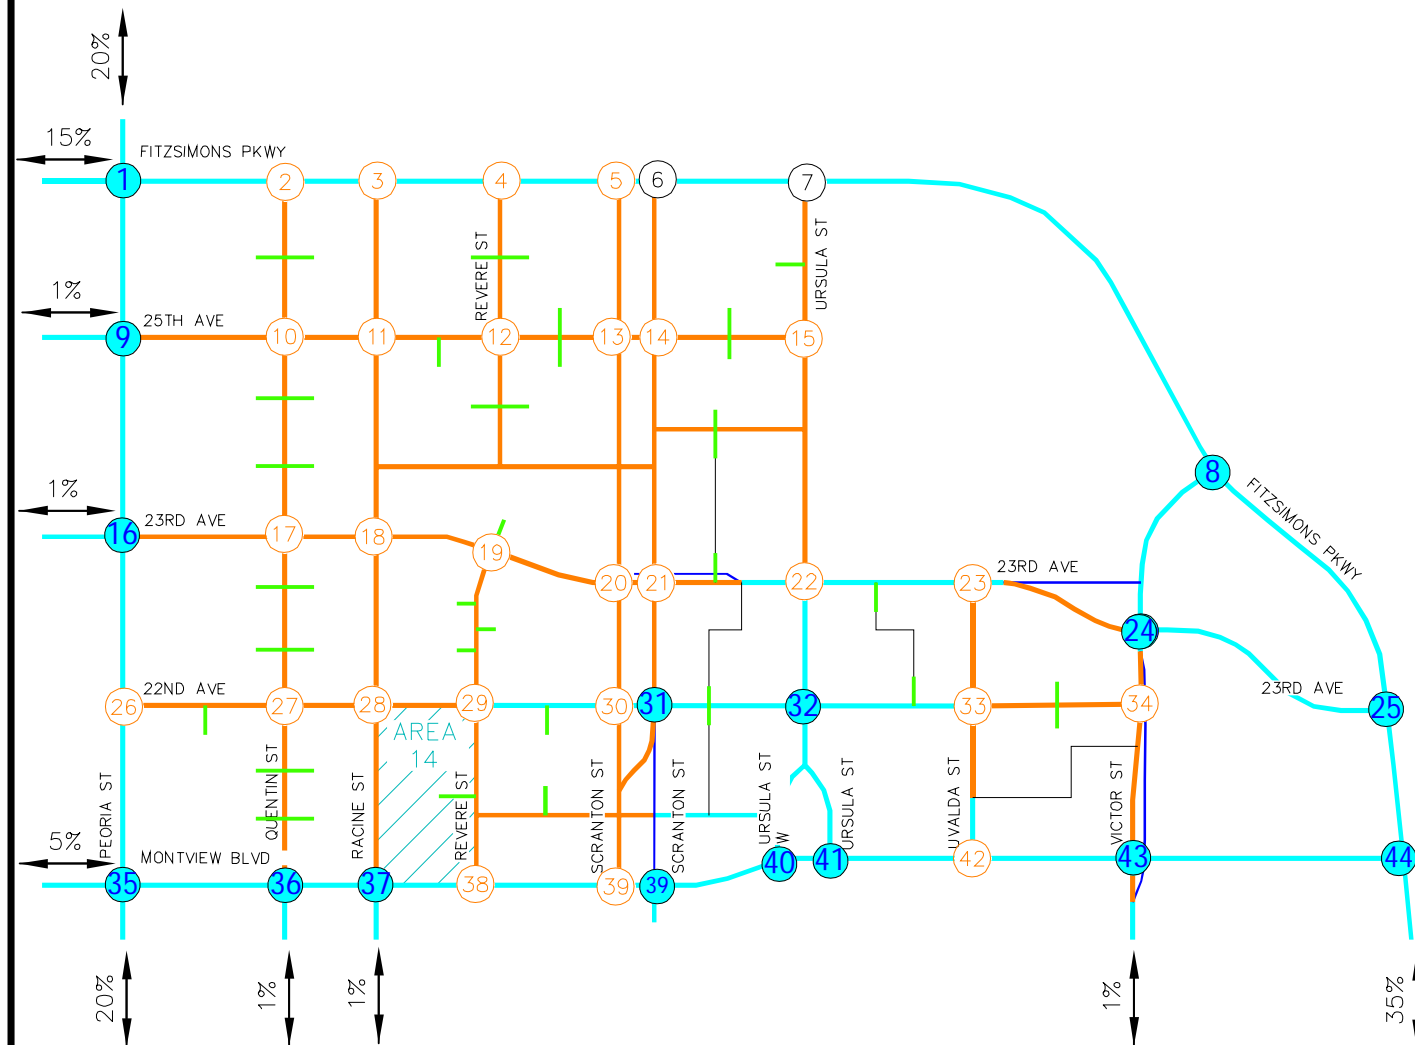 20%
15%
FITZSIMONS PKWY
1 2 3 4 5 6 7
REVERE ST
URSULA ST
1%
25TH AVE
9 10 11 12 13 14 15
8
FITZSIMONS PKWY
1%
23RD AVE
16 17 18 19 20 21 22 23
23RD AVE
24
22ND AVE
26 27 28 29 30 31 32 33 34
23RD AVE
25
AREA
14
PEORIA ST
QUENTIN ST
RACINE ST
REVERE ST
SCRANTON ST
SCRANTON ST
URSULA ST
W
URSULA ST
UVALDA ST
VICTOR ST
5%
MONTVIEW BLVD
35 36 37 38 39 39 40 41 42 43 44
20%
1%
1%
1%
35%